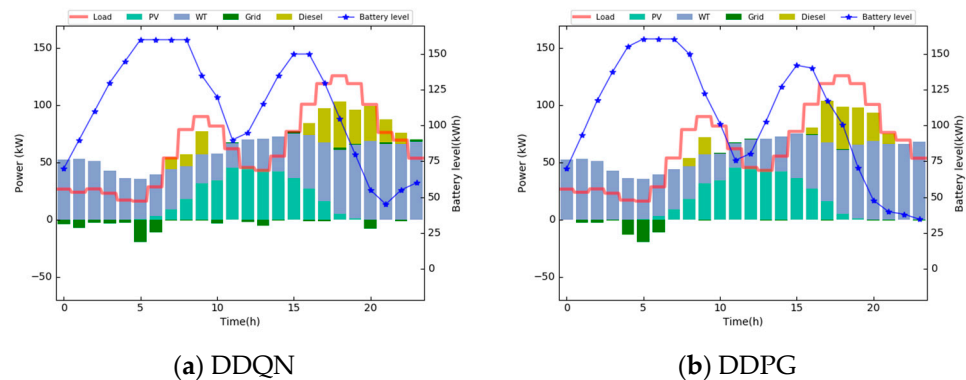 Load PV WT Grid Diesel Battery level
150
100
50
0
−50
Power (kW)
150
125
100
75
50
25
0
Battery level(kWh)
0 5 10 15 20
Time(h)
(a) DDQN
Load PV WT Grid Diesel Battery level
150
100
50
0
−50
Power (kW)
150
125
100
75
50
25
0
Battery level(kWh)
0 5 10 15 20
Time(h)
(b) DDPG